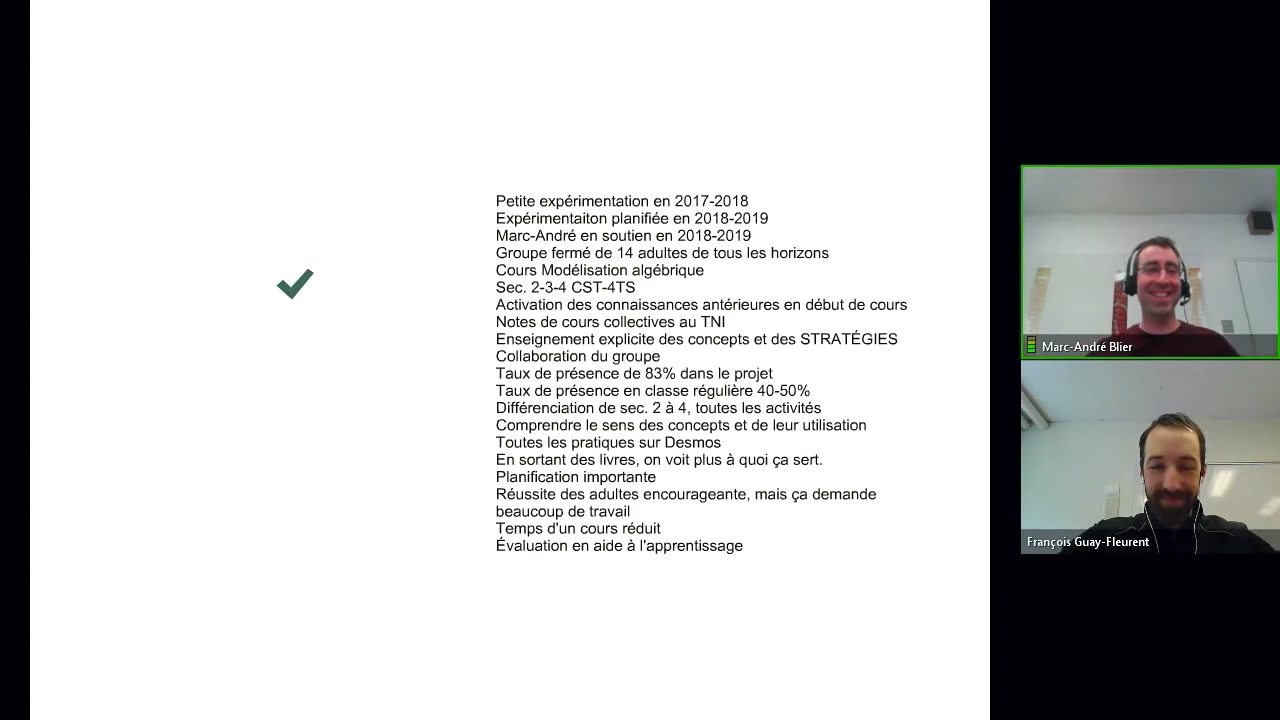 Petite expérimentation en 2017-2018
Expérimentaiton planifiée en 2018-2019
Marc-André en soutien en 2018-2019
Groupe fermé de 14 adultes de tous les horizons
Cours Modélisation algébrique
Sec. 2-3-4 CST-4TS
Activation des connaissances antérieures en début de cours
Notes de cours collectives au TNI
Enseignement explicite des concepts et des STRATÉGIES
Collaboration du groupe
Taux de présence de 83% dans le projet
Taux de présence en classe régulière 40-50%
Différenciation de sec. 2 à 4, toutes les activités
Comprendre le sens des concepts et de leur utilisation
Toutes les pratiques sur Desmos
En sortant des livres, on voit plus à quoi ça sert.
Planification importante
Réussite des adultes encourageante, mais ça demande
beaucoup de travail
Temps d'un cours réduit
Évaluation en aide à l'apprentissage
Marc-André Blier
François Guay-Fleurent